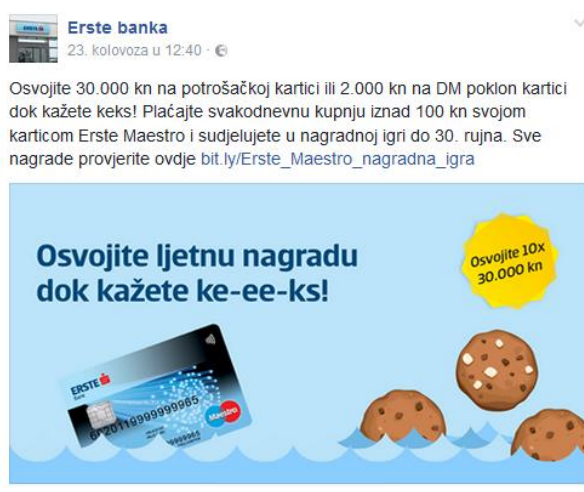 Erste banka
23. kolovoza u 12:40 ·
Osvojite 30.000 kn na potrošačkoj kartici ili 2.000 kn na DM poklon kartici
dok kažete keks! Plaćajte svakodnevnu kupnju iznad 100 kn svojom
karticom Erste Maestro i sudjelujete u nagradnoj igri do 30. rujna. Sve
nagrade provjerite ovdje bit.ly/Erste_Maestro_nagradna_igra
Osvojite ljetnu nagradu
dok kažete ke-ee-ks!
Osvojite 10x
30.000 kn
ERSTE
Bank
Maestro